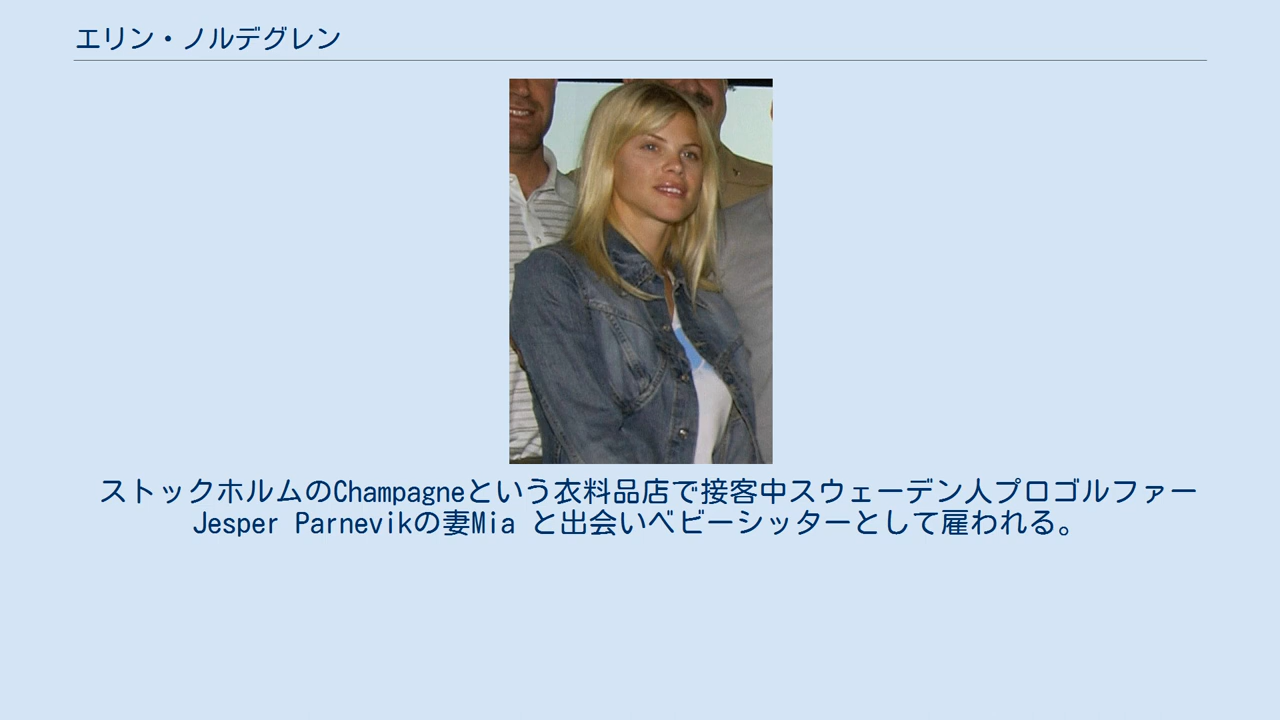 エリン・ノルデグレン
ストックホルムのChampagneという衣料品店で接客中スウェーデン人プロゴルファー
Jesper Parnevikの妻Mia と出会いベビーシッターとして雇われる。